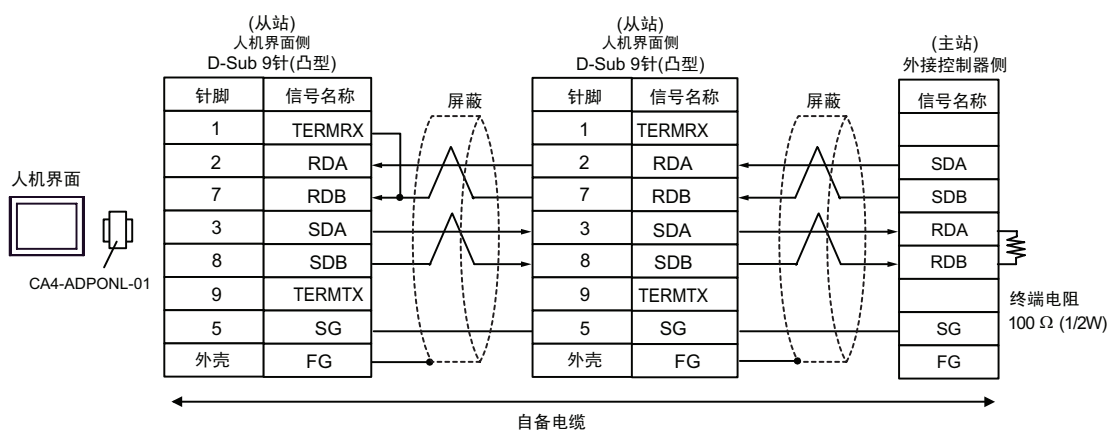 (从站)
人机界面侧
D-Sub 9针(凸型)
(从站)
人机界面侧
D-Sub 9针(凸型)
(主站)
外接控制器侧
针脚 信号名称 屏蔽 针脚 信号名称 屏蔽 信号名称
1 TERMRX 1 TERMRX
2 RDA 2 RDA SDA
7 RDB 7 RDB SDB
3 SDA 3 SDA RDA
8 SDB 8 SDB RDB
9 TERMTX 9 TERMTX
5 SG 5 SG SG
外壳 FG 外壳 FG FG
人机界面
CA4-ADPONL-01
终端电阻
100 Ω (1/2W)
自备电缆